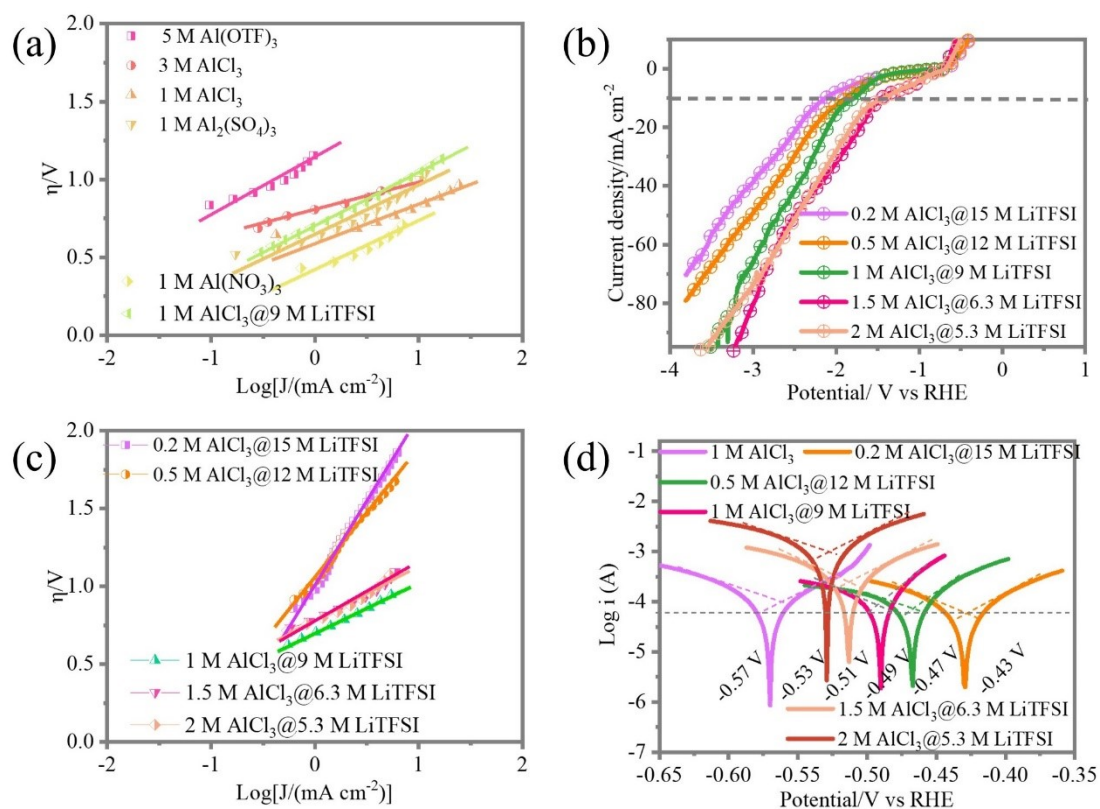 (a)
2.0
1.5
1.0
0.5
0.0
η/V
5 M Al(OTF)₃
3 M AlCl₃
1 M AlCl₃
1 M Al₂(SO₄)₃
1 M Al(NO₃)₃
1 M AlCl₃@9 M LiTFSI
-2 -1 0 1 2
Log[J/(mA cm⁻²)]
(b)
0
-20
-40
-60
-80
Current density/mA cm⁻²
0.2 M AlCl₃@15 M LiTFSI
0.5 M AlCl₃@12 M LiTFSI
1 M AlCl₃@9 M LiTFSI
1.5 M AlCl₃@6.3 M LiTFSI
2 M AlCl₃@5.3 M LiTFSI
-4 -3 -2 -1 0 1
Potential/ V vs RHE
(c)
2.0
1.5
1.0
0.5
0.0
η/V
0.2 M AlCl₃@15 M LiTFSI
0.5 M AlCl₃@12 M LiTFSI
1 M AlCl₃@9 M LiTFSI
1.5 M AlCl₃@6.3 M LiTFSI
2 M AlCl₃@5.3 M LiTFSI
-2 -1 0 1 2
Log[J/(mA cm⁻²)]
(d)
-1
-2
-3
-4
-5
-6
-7
Log i (A)
1 M AlCl₃
0.2 M AlCl₃@15 M LiTFSI
0.5 M AlCl₃@12 M LiTFSI
1 M AlCl₃@9 M LiTFSI
-0.57 V
-0.53 V
-0.51 V
-0.49 V
-0.47 V
-0.43 V
1.5 M AlCl₃@6.3 M LiTFSI
2 M AlCl₃@5.3 M LiTFSI
-0.65 -0.60 -0.55 -0.50 -0.45 -0.40 -0.35
Potential/V vs RHE